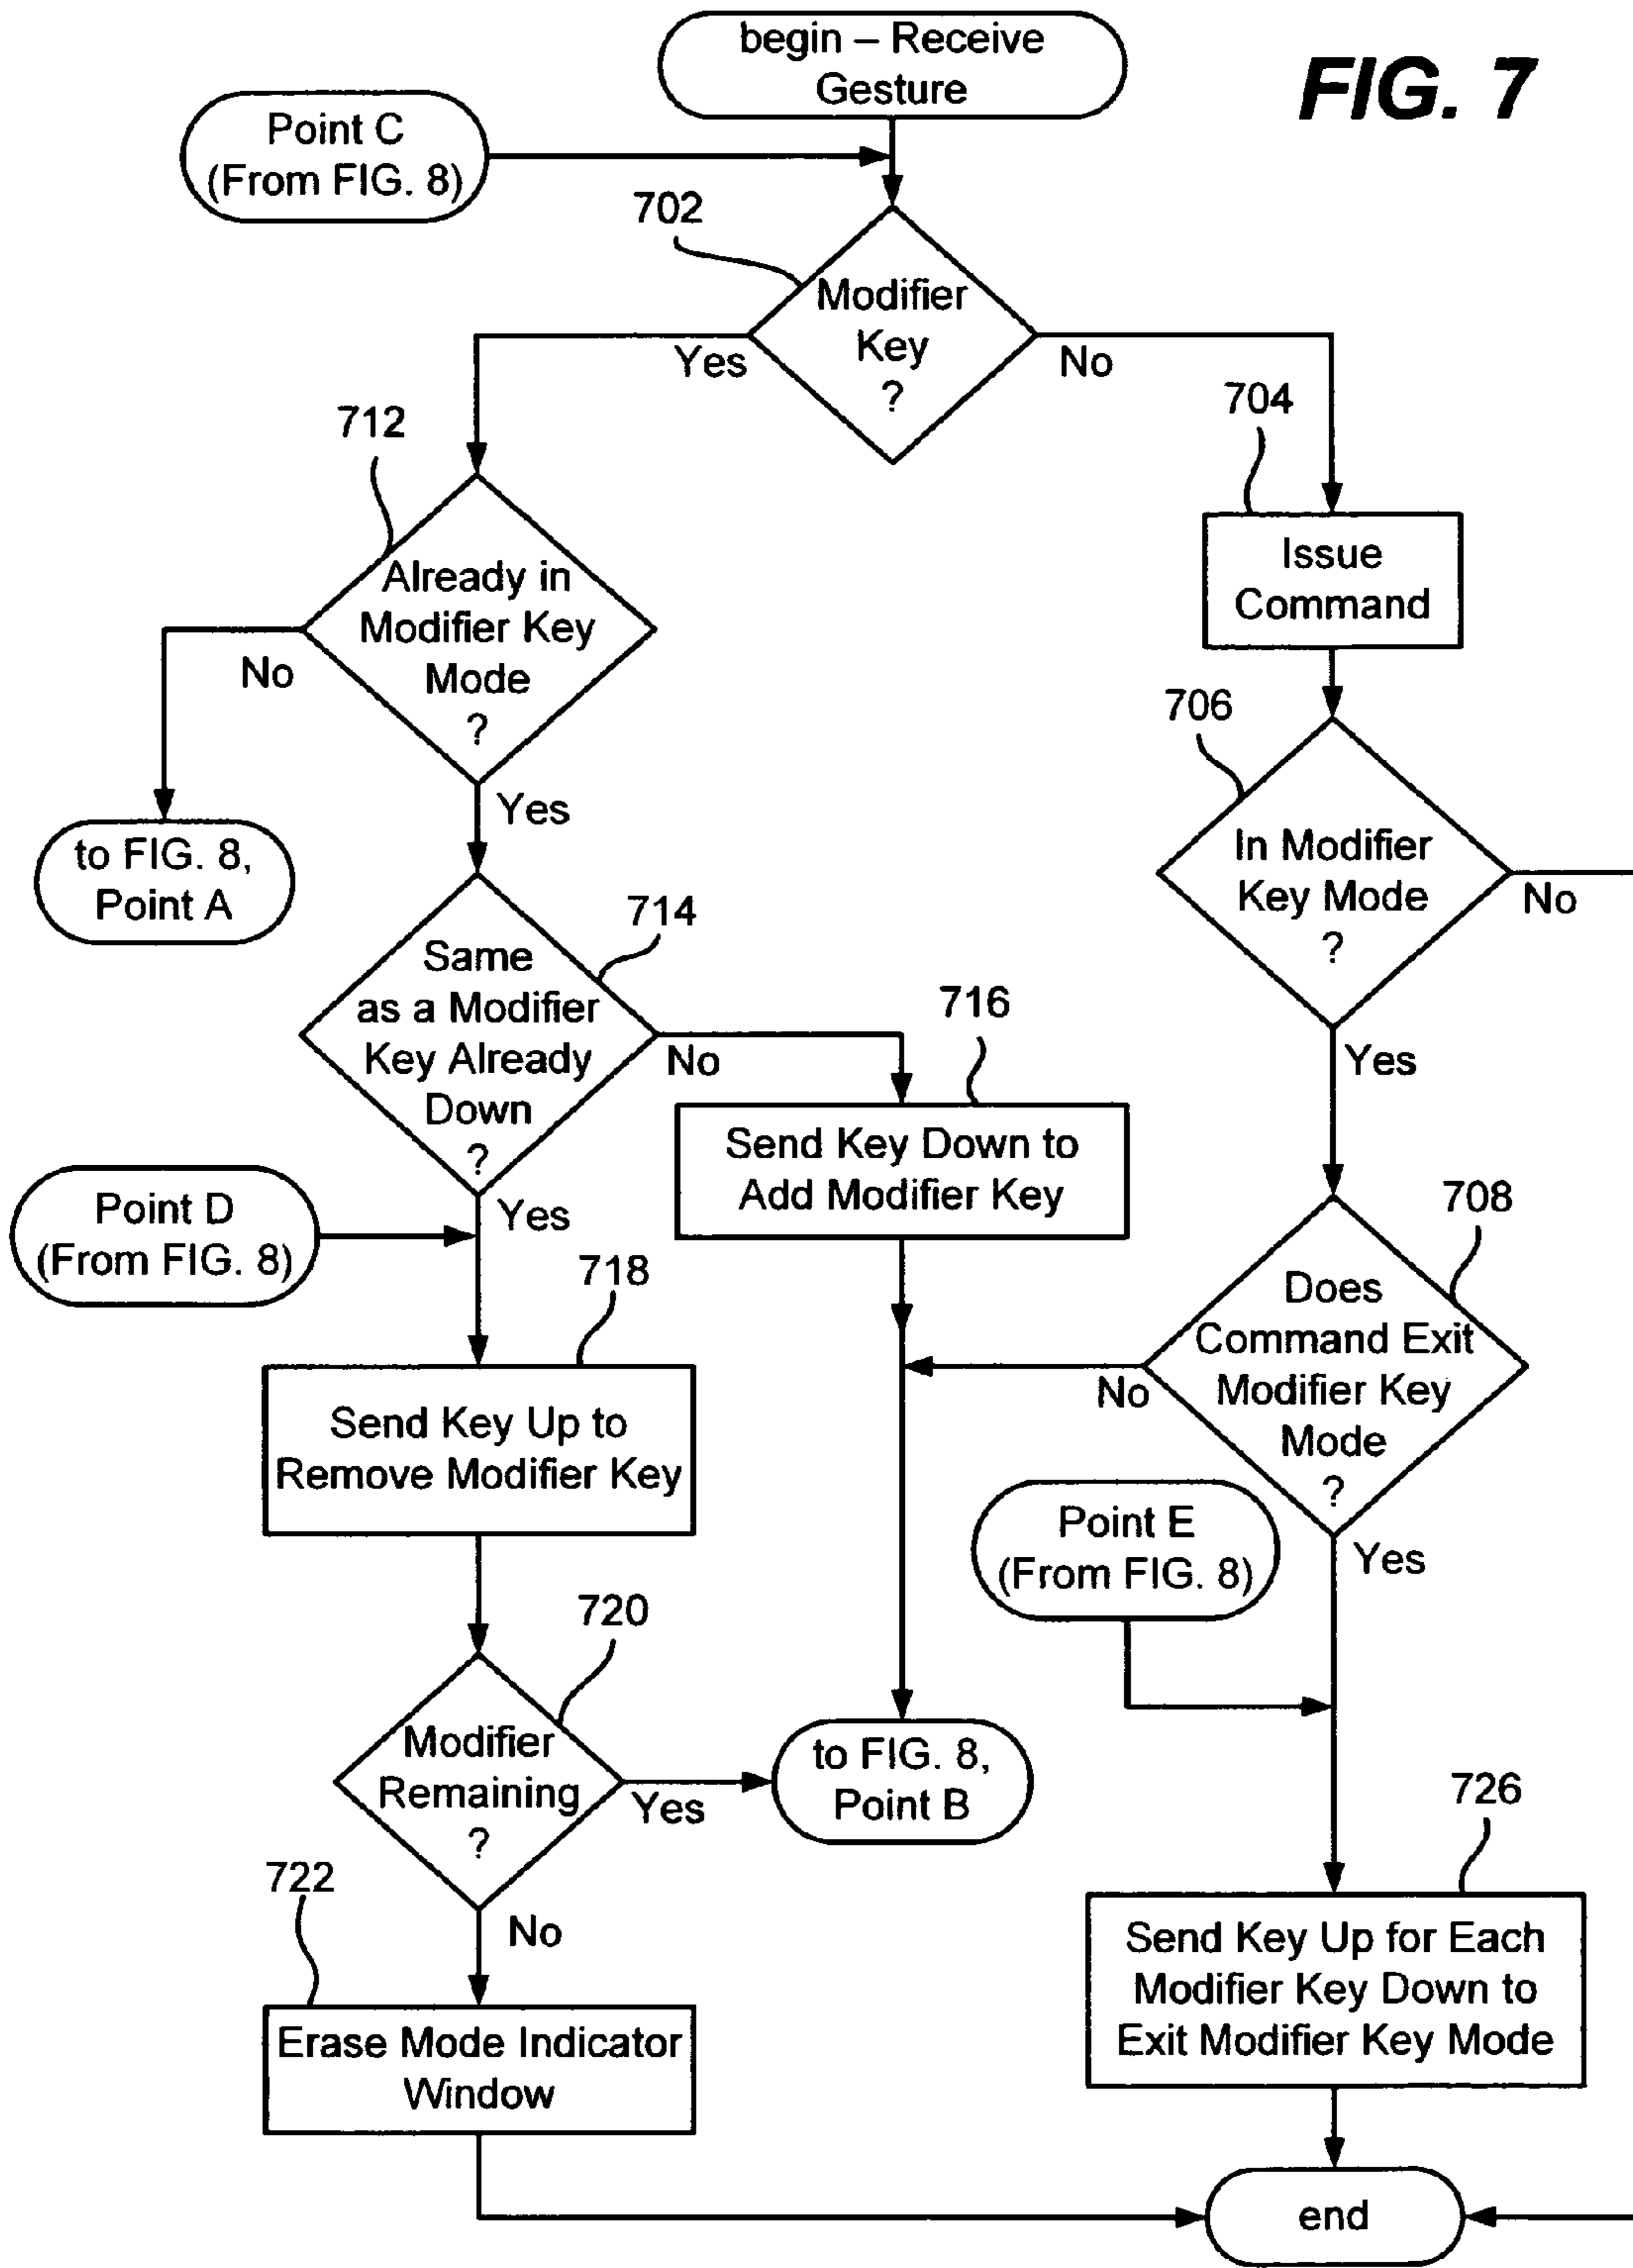 begin – Receive
Gesture
FIG. 7
Point C
(From FIG. 8)
702
Modifier
Key
?
Yes
No
712
704
Already in
Modifier Key
Mode
?
Issue
Command
No
Yes
706
to FIG. 8,
Point A
In Modifier
Key Mode
?
No
714
Same
as a Modifier
Key Already
Down
?
716
No
Yes
Send Key Down to
Add Modifier Key
Point D
(From FIG. 8)
Yes
708
718
Does
Command Exit
Modifier Key
Mode
?
No
Send Key Up to
Remove Modifier Key
Point E
(From FIG. 8)
Yes
720
Modifier
Remaining
?
Yes
to FIG. 8,
Point B
726
722
No
Send Key Up for Each
Modifier Key Down to
Exit Modifier Key Mode
Erase Mode Indicator
Window
end